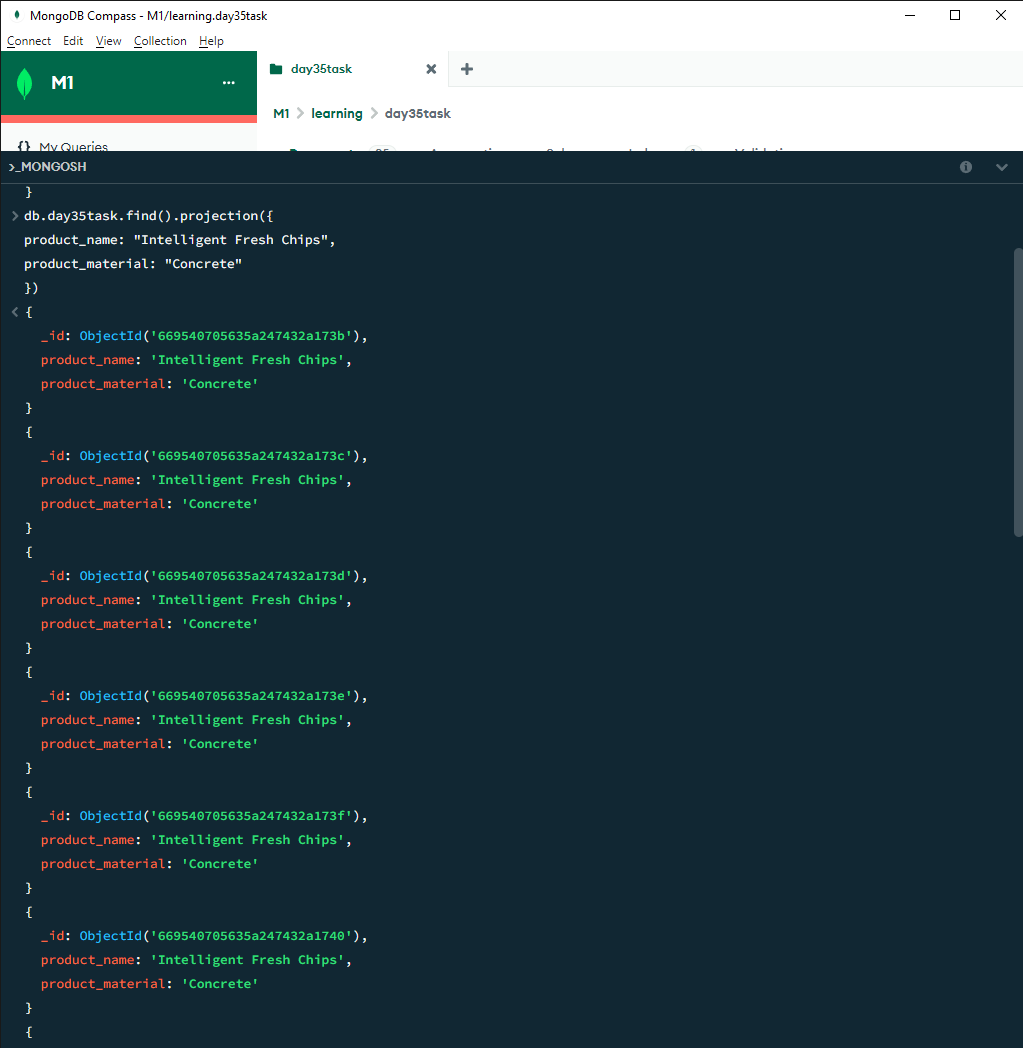 MongoDB Compass - M1/learning.day35task
Connect Edit View Collection Help
M1 ...
day35task
M1 > learning > day35task
{} My Queries
>_MONGOSH
}
> db.day35task.find().projection({
product_name: "Intelligent Fresh Chips",
product_material: "Concrete"
})
< {
_id: ObjectId('669540705635a247432a173b'),
product_name: 'Intelligent Fresh Chips',
product_material: 'Concrete'
}
{
_id: ObjectId('669540705635a247432a173c'),
product_name: 'Intelligent Fresh Chips',
product_material: 'Concrete'
}
{
_id: ObjectId('669540705635a247432a173d'),
product_name: 'Intelligent Fresh Chips',
product_material: 'Concrete'
}
{
_id: ObjectId('669540705635a247432a173e'),
product_name: 'Intelligent Fresh Chips',
product_material: 'Concrete'
}
{
_id: ObjectId('669540705635a247432a173f'),
product_name: 'Intelligent Fresh Chips',
product_material: 'Concrete'
}
{
_id: ObjectId('669540705635a247432a1740'),
product_name: 'Intelligent Fresh Chips',
product_material: 'Concrete'
}
{